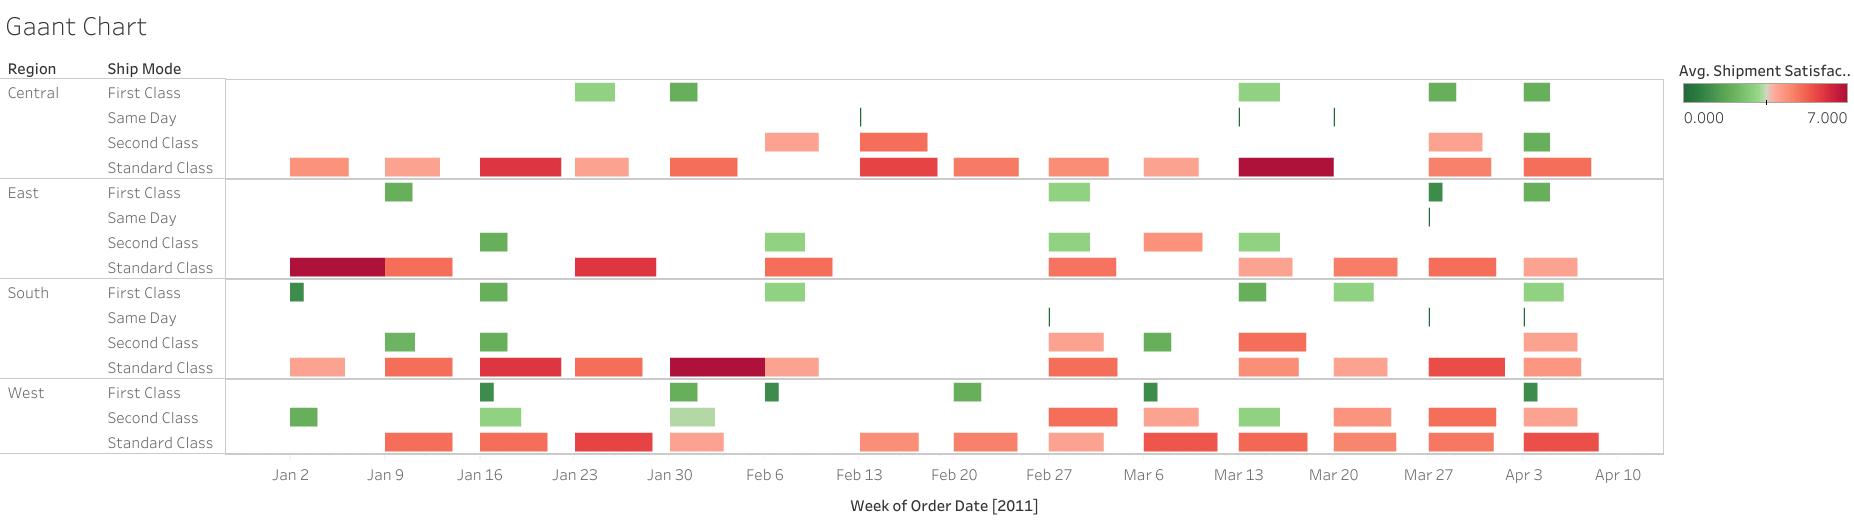 Gaant Chart
Region Ship Mode
Avg. Shipment Satisfac..
0.000 7.000
Central First Class
Same Day
Second Class
Standard Class
East First Class
Same Day
Second Class
Standard Class
South First Class
Same Day
Second Class
Standard Class
West First Class
Second Class
Standard Class
Jan 2 Jan 9 Jan 16 Jan 23 Jan 30 Feb 6 Feb 13 Feb 20 Feb 27 Mar 6 Mar 13 Mar 20 Mar 27 Apr 3 Apr 10
Week of Order Date [2011]